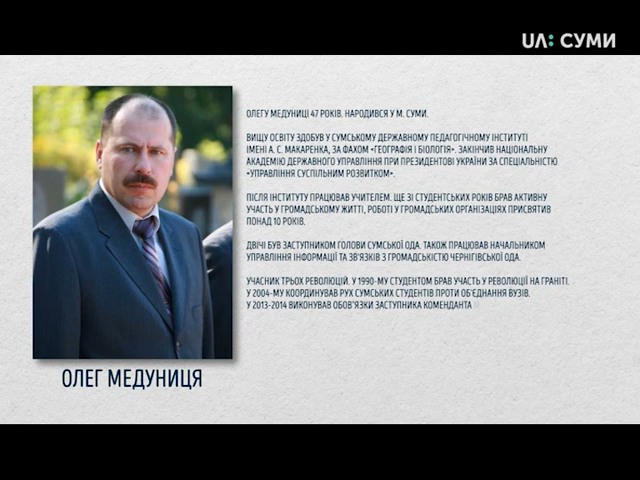 UA: СУМИ
ОЛЕГУ МЕДУНИЦІ 47 РОКІВ. НАРОДИВСЯ У М. СУМИ.
ВИЩУ ОСВІТУ ЗДОБУВ У СУМСЬКОМУ ДЕРЖАВНОМУ ПЕДАГОГІЧНОМУ ІНСТИТУТІ
ІМЕНІ А. С. МАКАРЕНКА, ЗА ФАХОМ «ГЕОГРАФІЯ І БІОЛОГІЯ». ЗАКІНЧИВ НАЦІОНАЛЬНУ
АКАДЕМІЮ ДЕРЖАВНОГО УПРАВЛІННЯ ПРИ ПРЕЗИДЕНТОВІ УКРАЇНИ ЗА СПЕЦІАЛЬНІСТЮ
«УПРАВЛІННЯ СУСПІЛЬНИМ РОЗВИТКОМ».
ПІСЛЯ ІНСТИТУТУ ПРАЦЮВАВ УЧИТЕЛЕМ. ЩЕ ЗІ СТУДЕНТСЬКИХ РОКІВ БРАВ АКТИВНУ
УЧАСТЬ У ГРОМАДСЬКОМУ ЖИТТІ, РОБОТІ У ГРОМАДСЬКИХ ОРГАНІЗАЦІЯХ ПРИСВЯТИВ
ПОНАД 10 РОКІВ.
ДВІЧІ БУВ ЗАСТУПНИКОМ ГОЛОВИ СУМСЬКОЇ ОДА. ТАКОЖ ПРАЦЮВАВ НАЧАЛЬНИКОМ
УПРАВЛІННЯ ІНФОРМАЦІЇ ТА ЗВ'ЯЗКІВ З ГРОМАДСЬКІСТЮ ЧЕРНІГІВСЬКОЇ ОДА.
УЧАСНИК ТРЬОХ РЕВОЛЮЦІЙ. У 1990-МУ СТУДЕНТОМ БРАВ УЧАСТЬ У РЕВОЛЮЦІЇ НА ГРАНІТІ.
У 2004-МУ КООРДИНУВАВ РУХ СУМСЬКИХ СТУДЕНТІВ ПРОТИ ОБ'ЄДНАННЯ ВУЗІВ.
У 2013-2014 ВИКОНУВАВ ОБОВ'ЯЗКИ ЗАСТУПНИКА КОМЕНДАНТА
ОЛЕГ МЕДУНИЦЯ